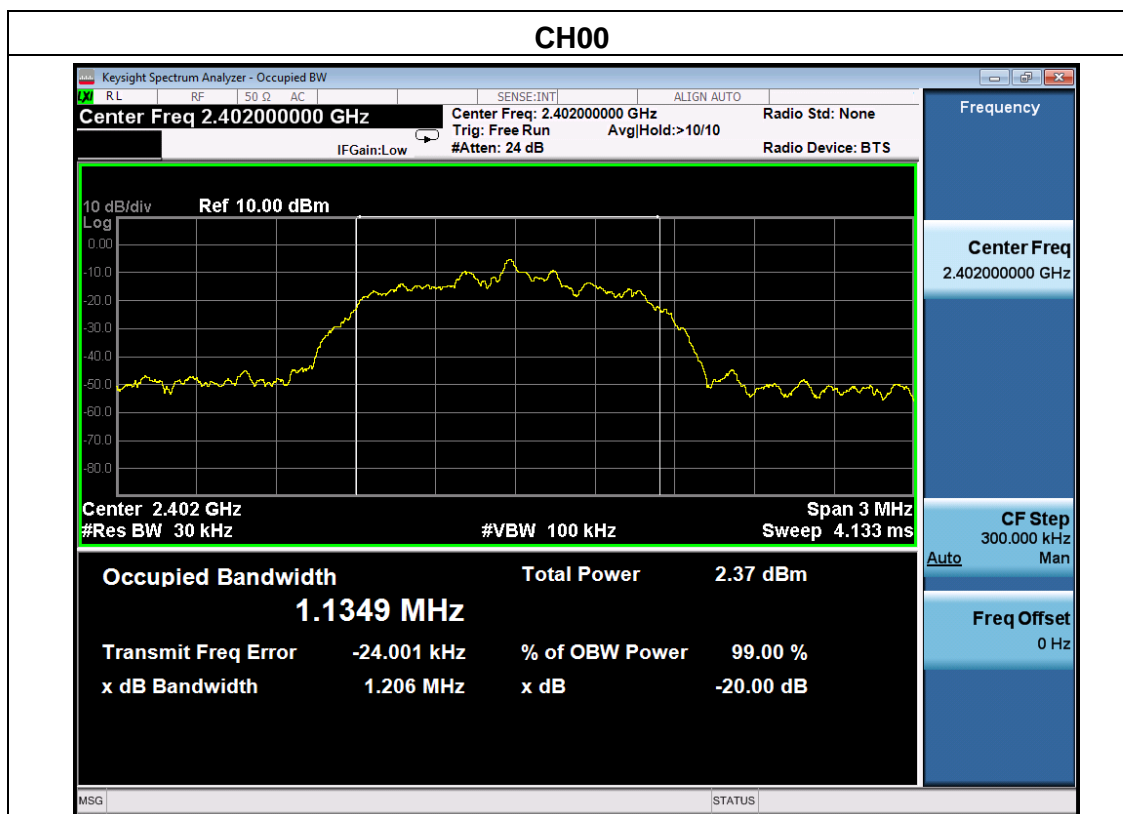 CH00
Keysight Spectrum Analyzer - Occupied BW
LXI RL RF 50 Ω AC SENSE:INT ALIGN AUTO
Center Freq 2.402000000 GHz
Center Freq: 2.402000000 GHz Radio Std: None
Trig: Free Run Avg|Hold:>10/10
IFGain:Low #Atten: 24 dB Radio Device: BTS
10 dB/div Ref 10.00 dBm
Log
0.00
-10.0
-20.0
-30.0
-40.0
-50.0
-60.0
-70.0
-80.0
Center 2.402 GHz Span 3 MHz
#Res BW 30 kHz #VBW 100 kHz Sweep 4.133 ms
Occupied Bandwidth Total Power 2.37 dBm
1.1349 MHz
Transmit Freq Error -24.001 kHz % of OBW Power 99.00 %
x dB Bandwidth 1.206 MHz x dB -20.00 dB
Frequency
Center Freq
2.402000000 GHz
CF Step
300.000 kHz
Auto Man
Freq Offset
0 Hz
MSG STATUS